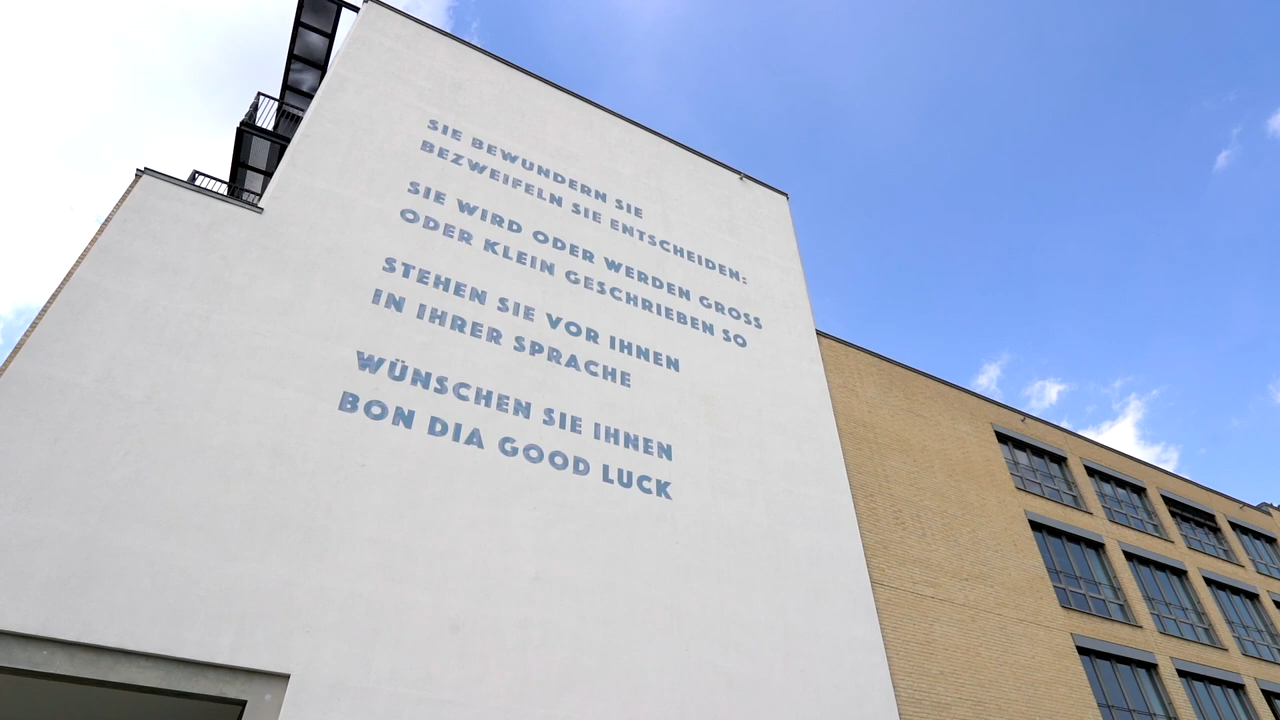 SIE BEWUNDERN SIE
BEZWEIFELN SIE ENTSCHEIDEN:
SIE WIRD ODER WERDEN GROSS
ODER KLEIN GESCHRIEBEN SO
STEHEN SIE VOR IHNEN
IN IHRER SPRACHE
WÜNSCHEN SIE IHNEN
BON DIA GOOD LUCK